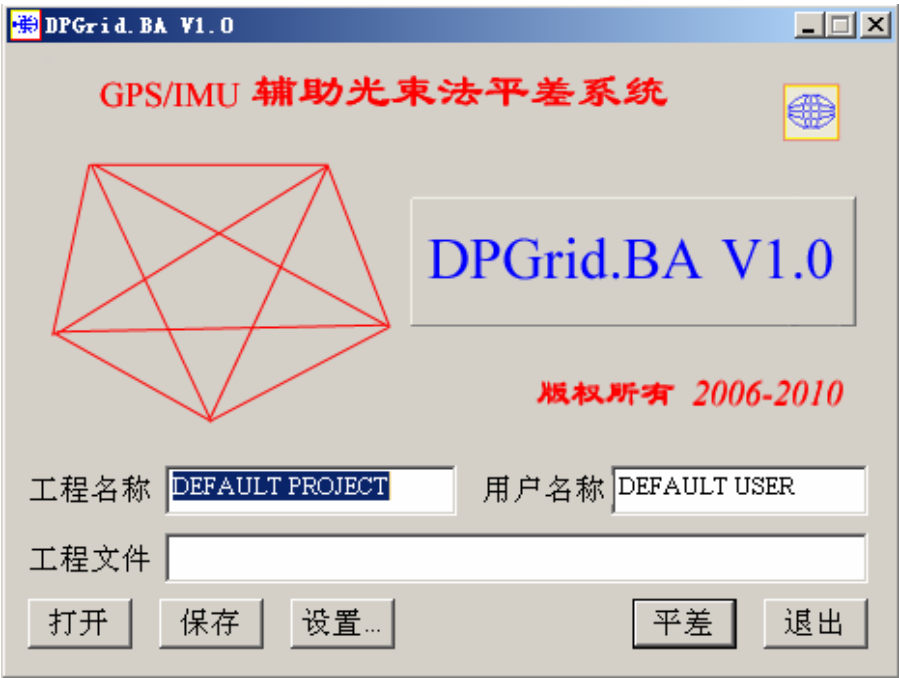 DPGrid.BA V1.0
GPS/IMU 辅助光束法平差系统
DPGrid.BA V1.0
版权所有 2006-2010
工程名称 DEFAULT PROJECT 用户名称 DEFAULT USER
工程文件
打开 保存 设置... 平差 退出